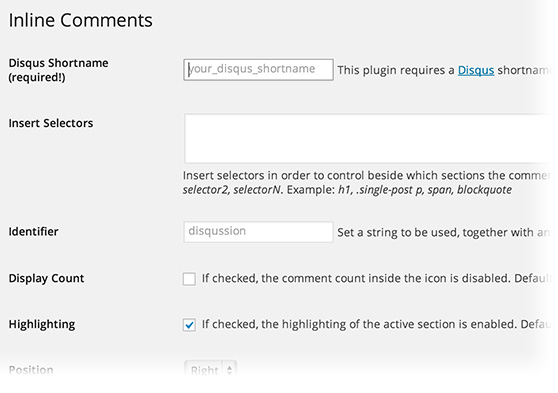 Inline Comments
Disqus Shortname
(required!)
your_disqus_shortname
This plugin requires a Disqus shortnam
Insert Selectors
Insert selectors in order to control beside which sections the comme
selector2, selectorN. Example: h1, .single-post p, span, blockquote
Identifier
disqussion
Set a string to be used, together with an
Display Count
If checked, the comment count inside the icon is disabled. Defau
Highlighting
If checked, the highlighting of the active section is enabled. Defa
Position
Right